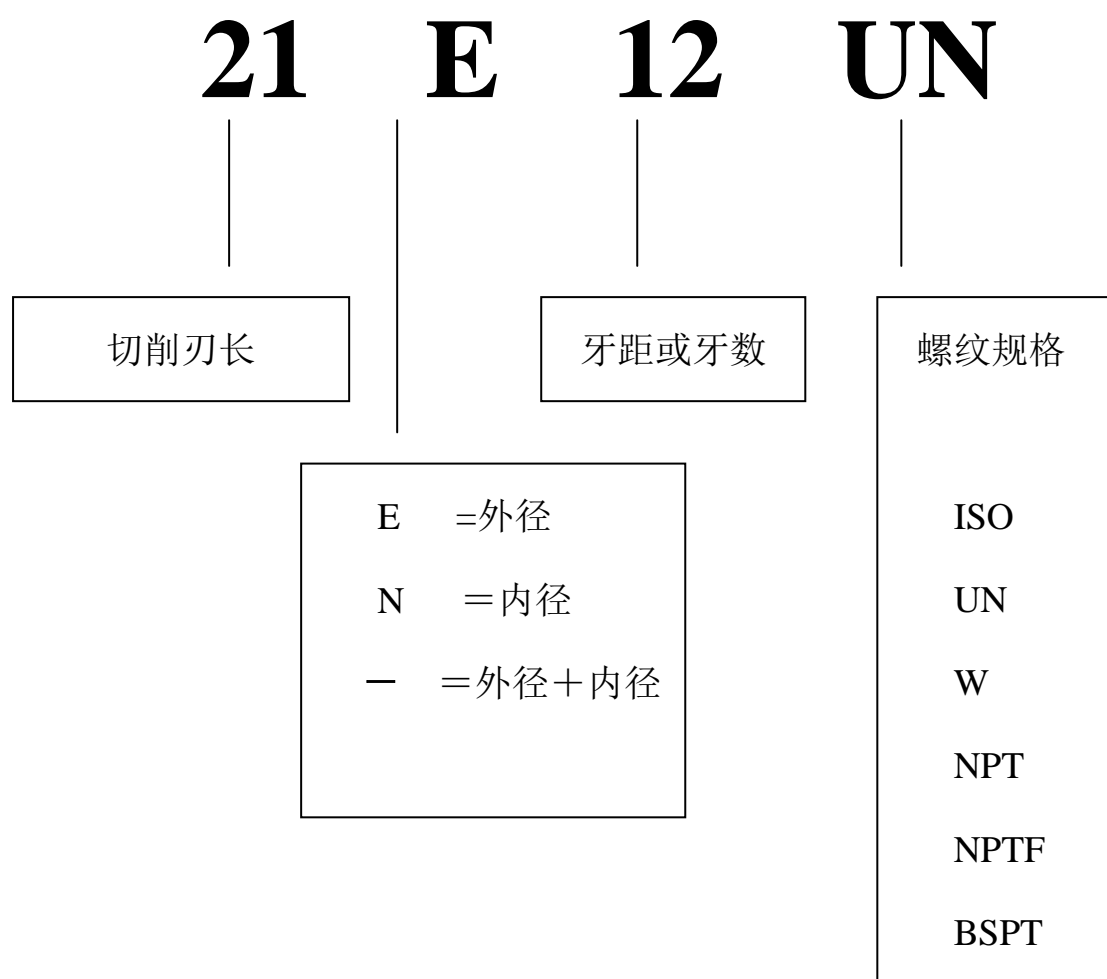 21 E 12 UN
切削刃长
牙距或牙数
螺纹规格
E =外径
N ＝内径
－ ＝外径＋内径
ISO
UN
W
NPT
NPTF
BSPT